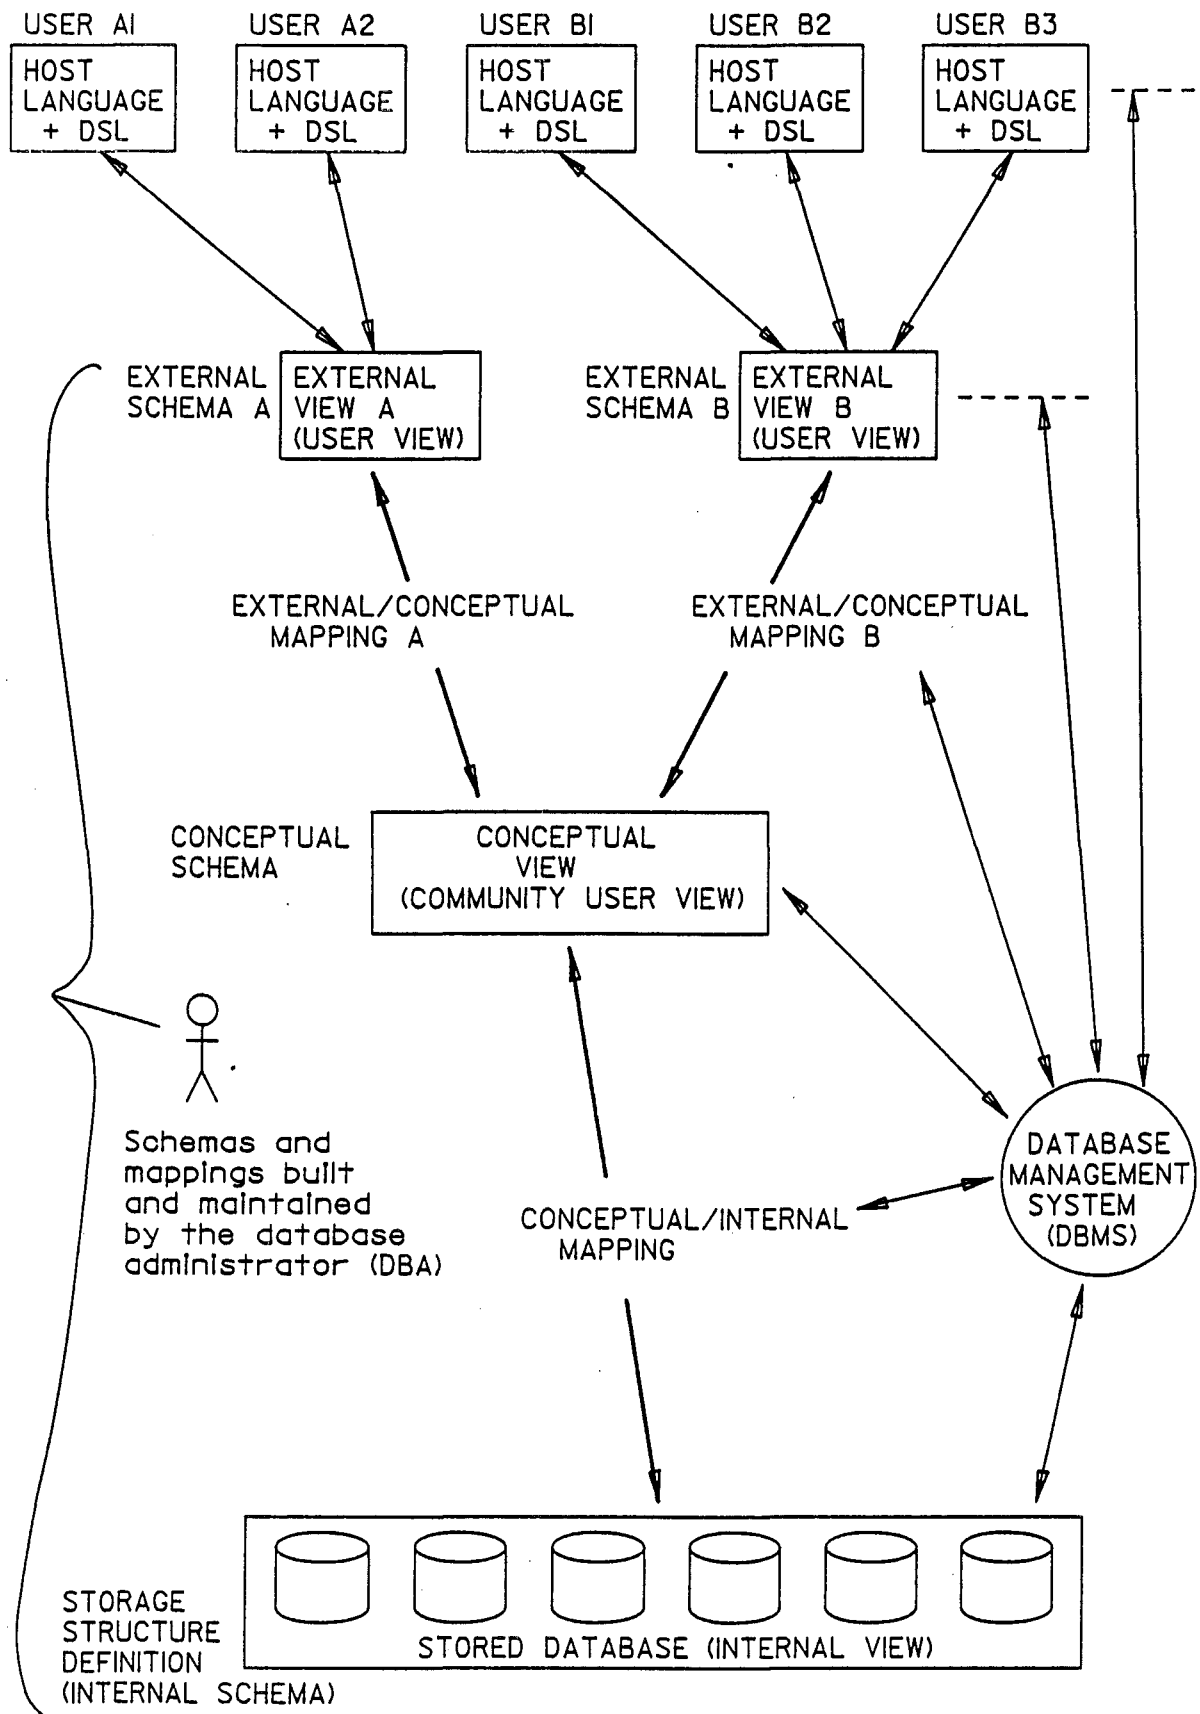 USER A1
USER A2
USER B1
USER B2
USER B3
HOST
LANGUAGE
+ DSL
HOST
LANGUAGE
+ DSL
HOST
LANGUAGE
+ DSL
HOST
LANGUAGE
+ DSL
HOST
LANGUAGE
+ DSL
EXTERNAL
SCHEMA A
EXTERNAL
VIEW A
(USER VIEW)
EXTERNAL
SCHEMA B
EXTERNAL
VIEW B
(USER VIEW)
EXTERNAL/CONCEPTUAL
MAPPING A
EXTERNAL/CONCEPTUAL
MAPPING B
CONCEPTUAL
SCHEMA
CONCEPTUAL
VIEW
(COMMUNITY USER VIEW)
Schemas and
mappings built
and maintained
by the database
administrator (DBA)
DATABASE
MANAGEMENT
SYSTEM
(DBMS)
CONCEPTUAL/INTERNAL
MAPPING
STORAGE
STRUCTURE
DEFINITION
(INTERNAL SCHEMA)
STORED DATABASE (INTERNAL VIEW)